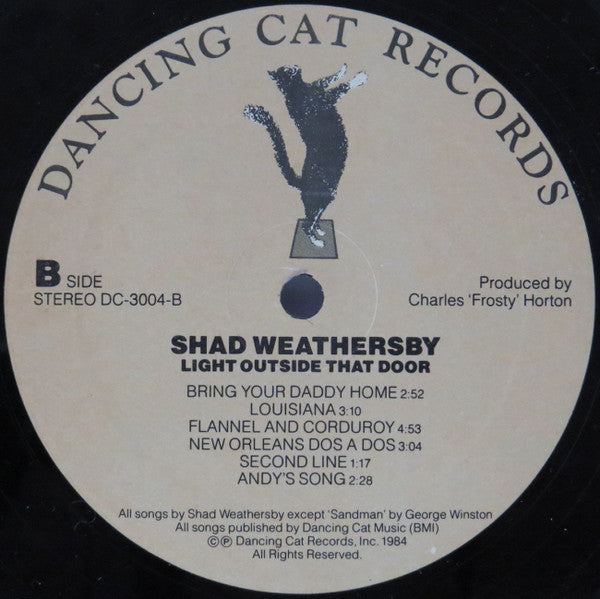 DANCING CAT RECORDS
B SIDE
STEREO DC-3004-B
Produced by
Charles 'Frosty' Horton
SHAD WEATHERSBY
LIGHT OUTSIDE THAT DOOR
BRING YOUR DADDY HOME 2:52
LOUISIANA 3:10
FLANNEL AND CORDUROY 4:53
NEW ORLEANS DOS A DOS 3:04
SECOND LINE 1:17
ANDY'S SONG 2:28
All songs by Shad Weathersby except 'Sandman' by George Winston
All songs published by Dancing Cat Music (BMI)
©℗ Dancing Cat Records, Inc. 1984
All Rights Reserved.